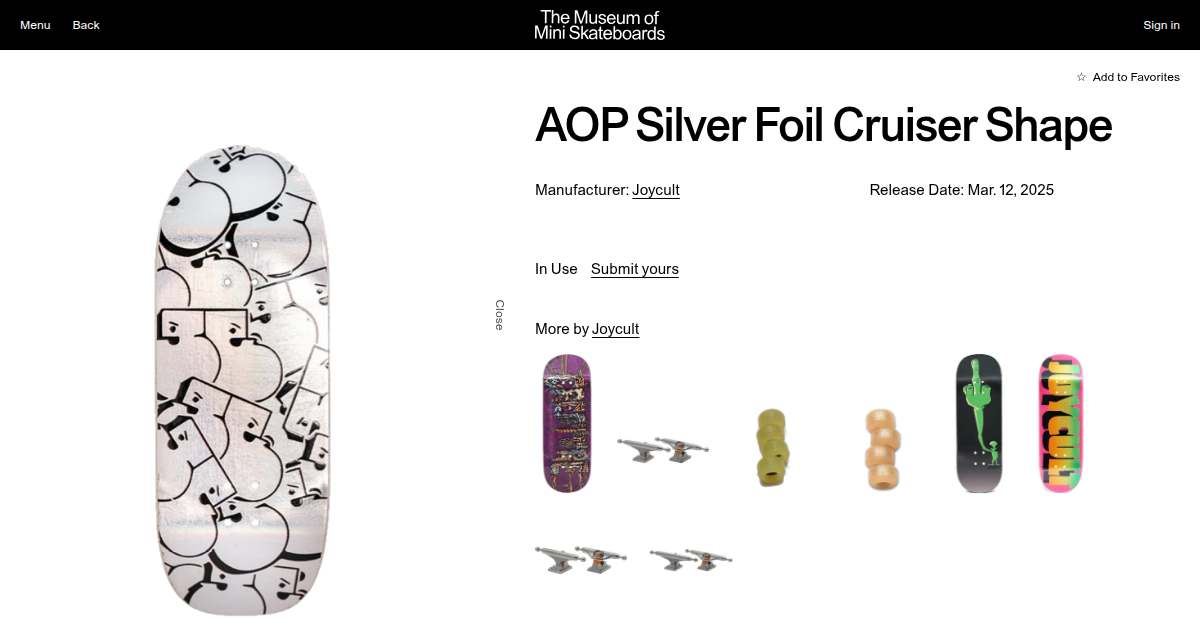 Menu
Back
The Museum of
Mini Skateboards
Sign in
☆ Add to Favorites
AOP Silver Foil Cruiser Shape
Manufacturer: Joycult
Release Date: Mar. 12, 2025
In Use
Submit yours
Close
More by Joycult
JOYCULT